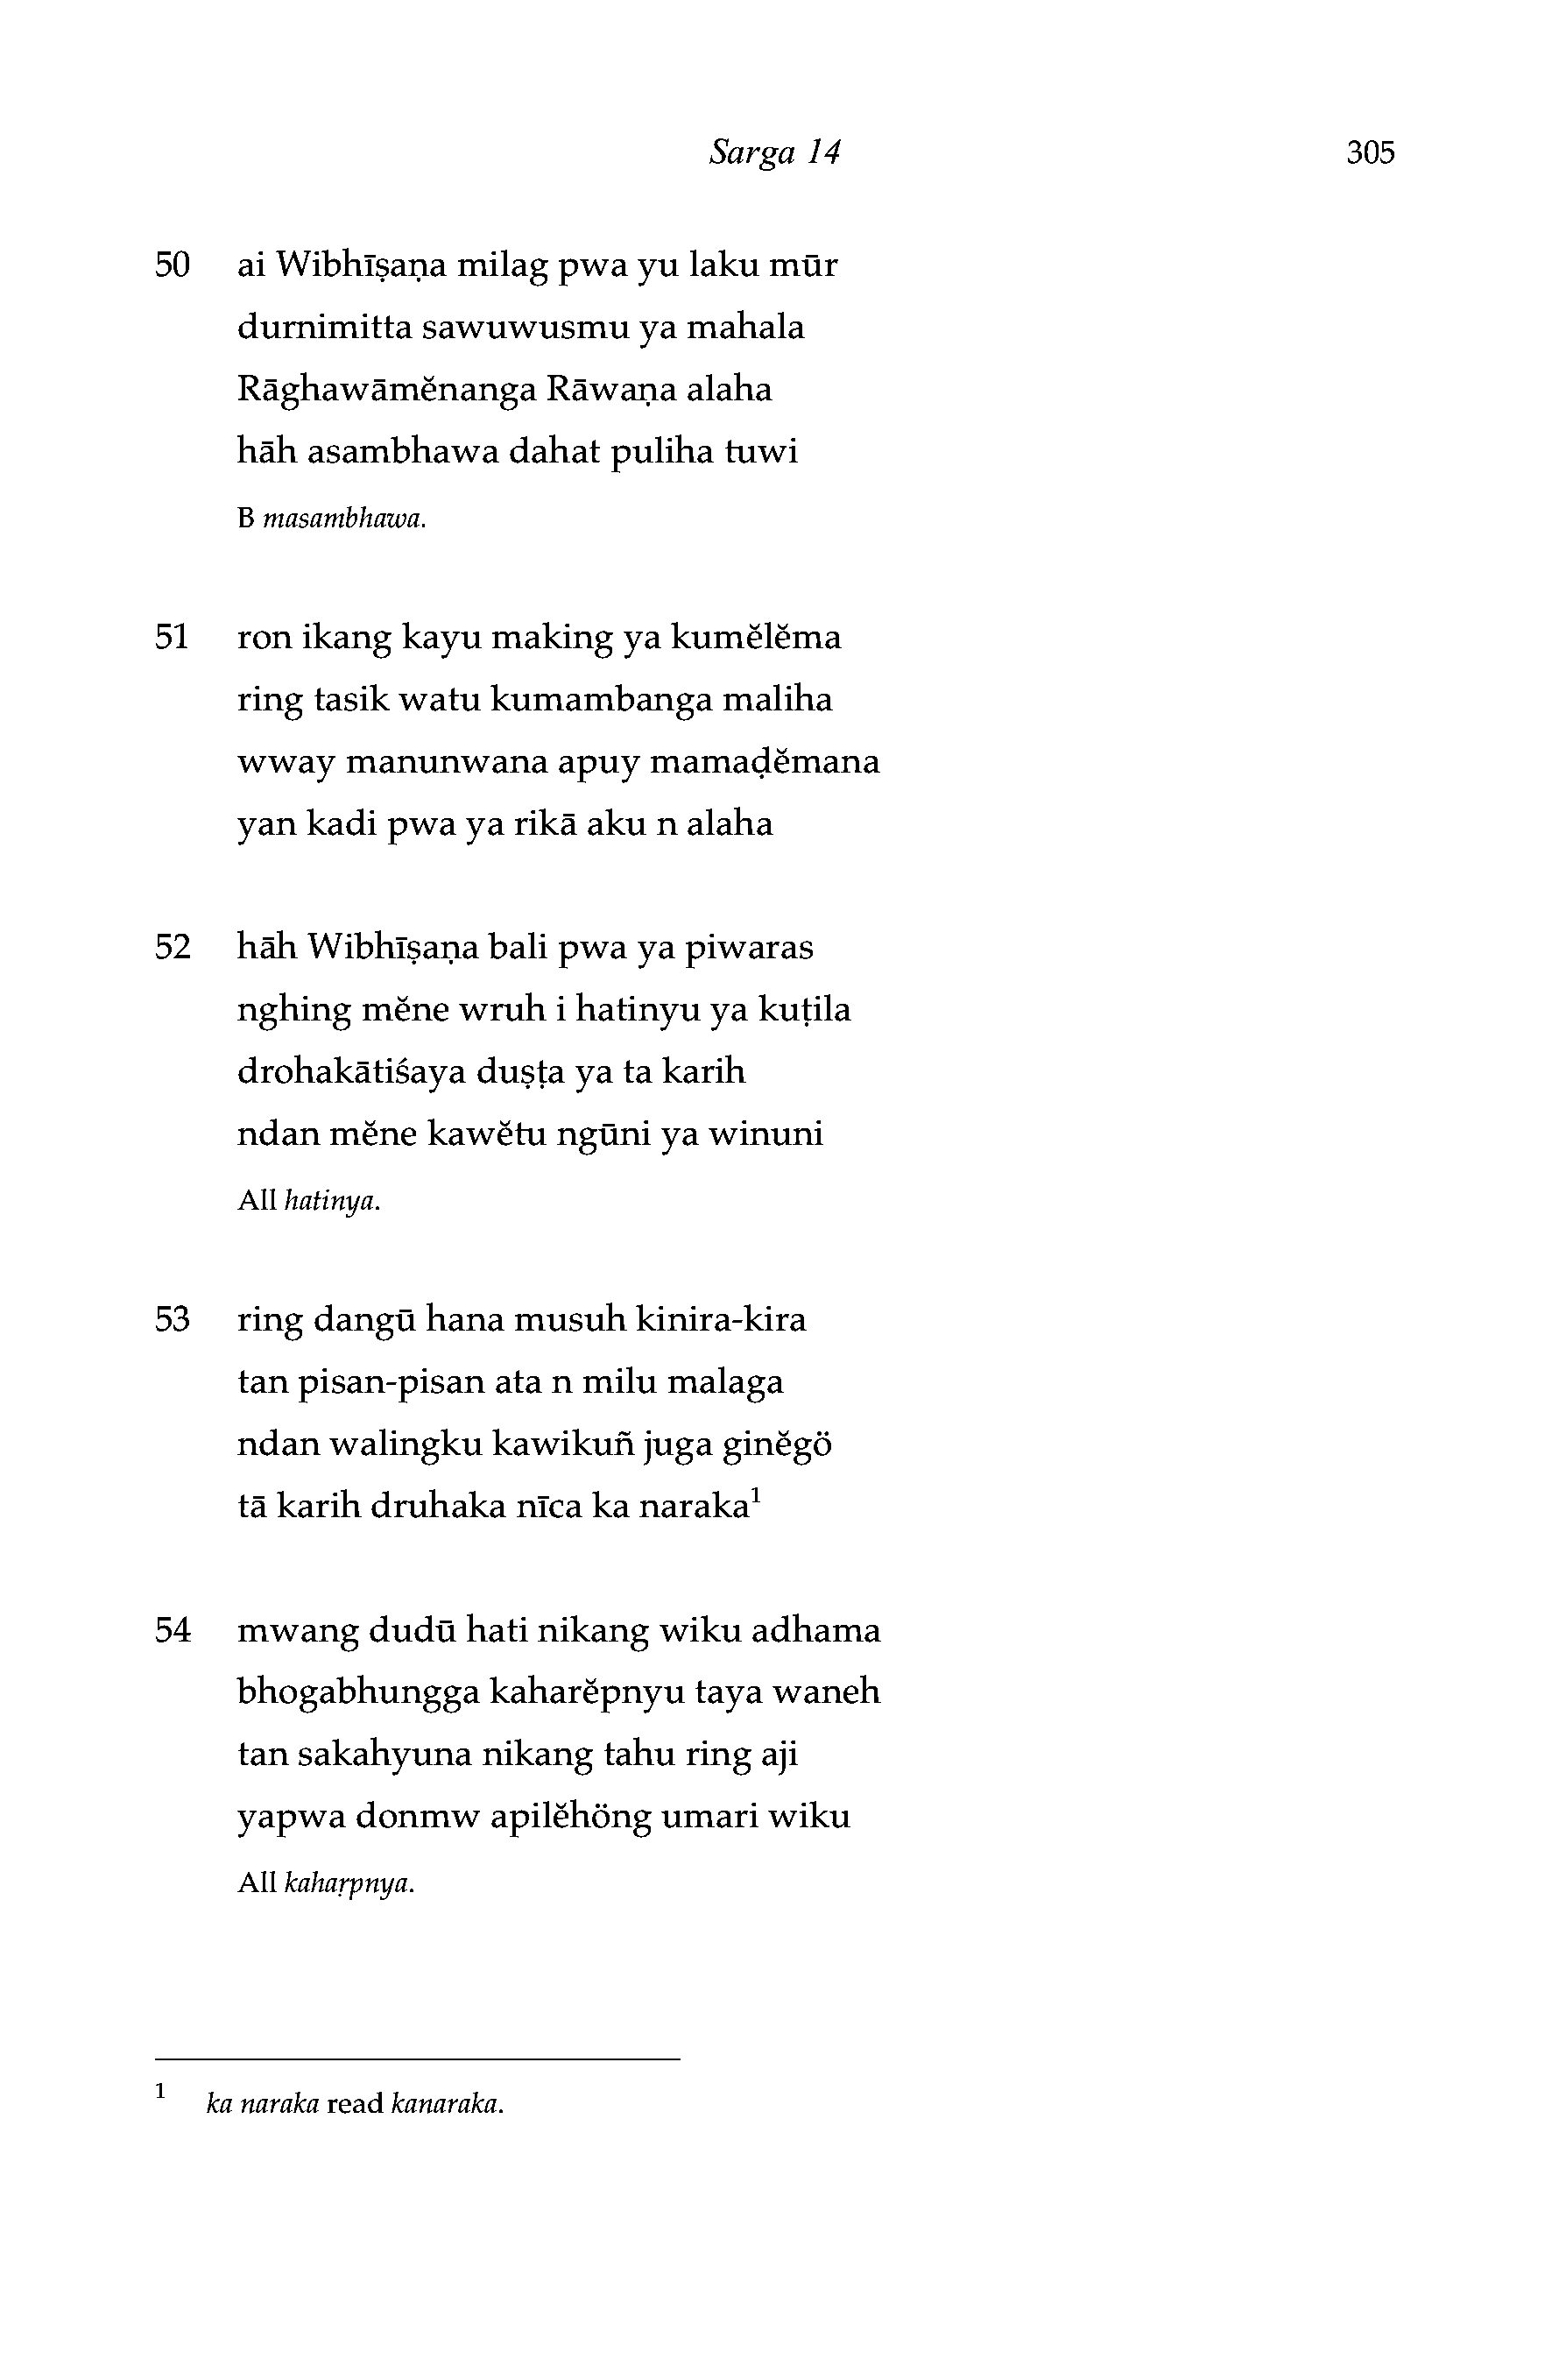 Sarga 14 305
50 ai Wibhīṣaṇa milag pwa yu laku mūr
durnimitta sawuwusmu ya mahala
Rāghawāmĕnanga Rāwaṇa alaha
hāh asambhawa dahat puliha tuwi
B masambhawa.
51 ron ikang kayu making ya kumĕlĕma
ring tasik watu kumambanga maliha
wway manunwana apuy mamaḍĕmana
yan kadi pwa ya rikā aku n alaha
52 hāh Wibhīṣaṇa bali pwa ya piwaras
nghing mĕne wruh i hatinyu ya kuṭila
drohakātiśaya duṣṭa ya ta karih
ndan mĕne kawĕtu ngūni ya winuni
All hatinya.
53 ring dangū hana musuh kinira-kira
tan pisan-pisan ata n milu malaga
ndan walingku kawikuñ juga ginĕgö
tā karih druhaka nīca ka naraka¹
54 mwang dudū hati nikang wiku adhama
bhogabhungga kaharĕpnyu taya waneh
tan sakahyuna nikang tahu ring aji
yapwa donmw apilĕhöng umari wiku
All kahaṛpnya.
¹ ka naraka read kanaraka.